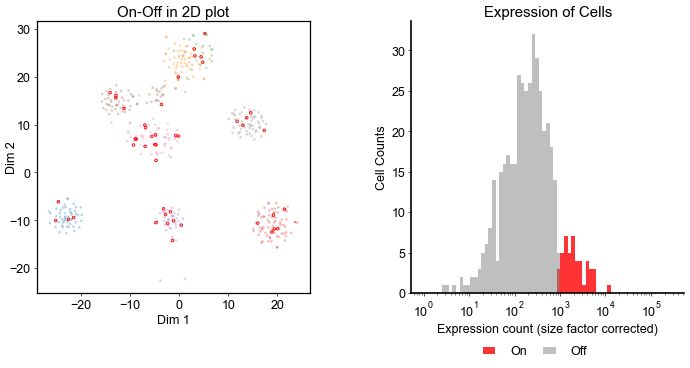 On-Off in 2D plot
30
20
10
0
−10
−20
Dim 2
−20 −10 0 10 20
Dim 1
Expression of Cells
30
25
20
15
10
5
0
Cell Counts
10^0 10^1 10^2 10^3 10^4 10^5
Expression count (size factor corrected)
On Off